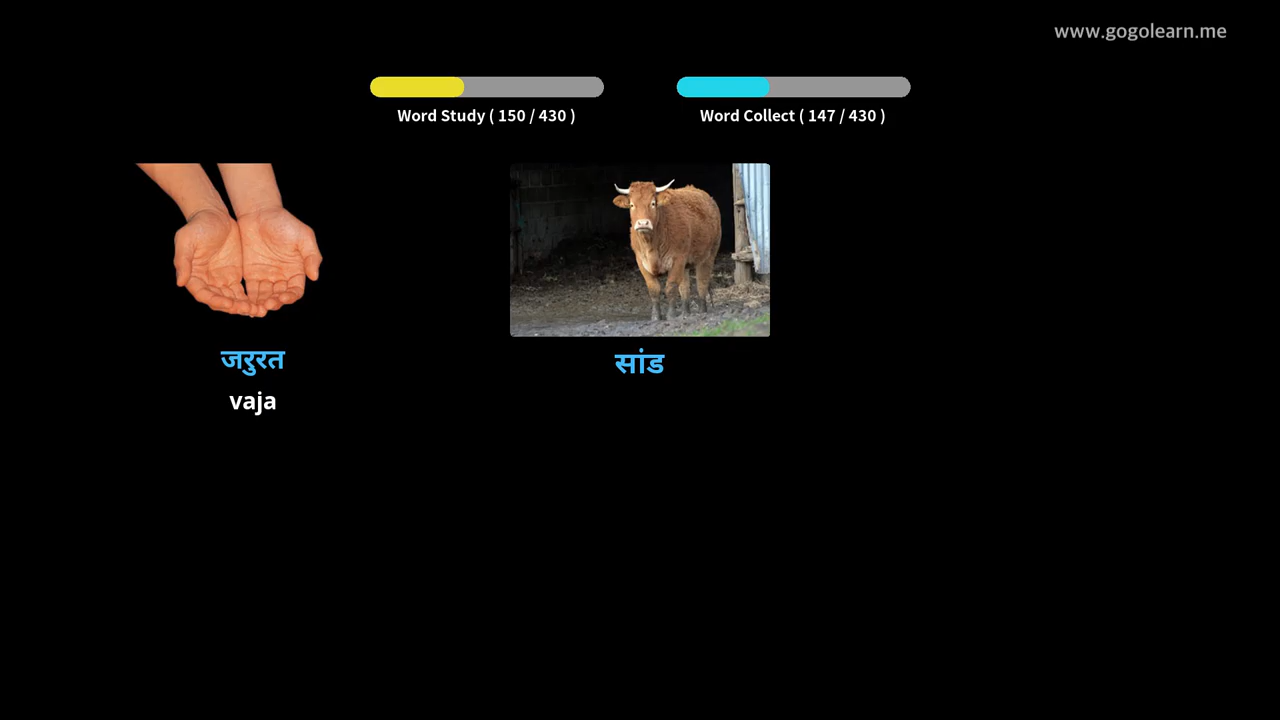 www.gogolearn.me
Word Study ( 150 / 430 )
Word Collect ( 147 / 430 )
जरुरत
vaja
सांड